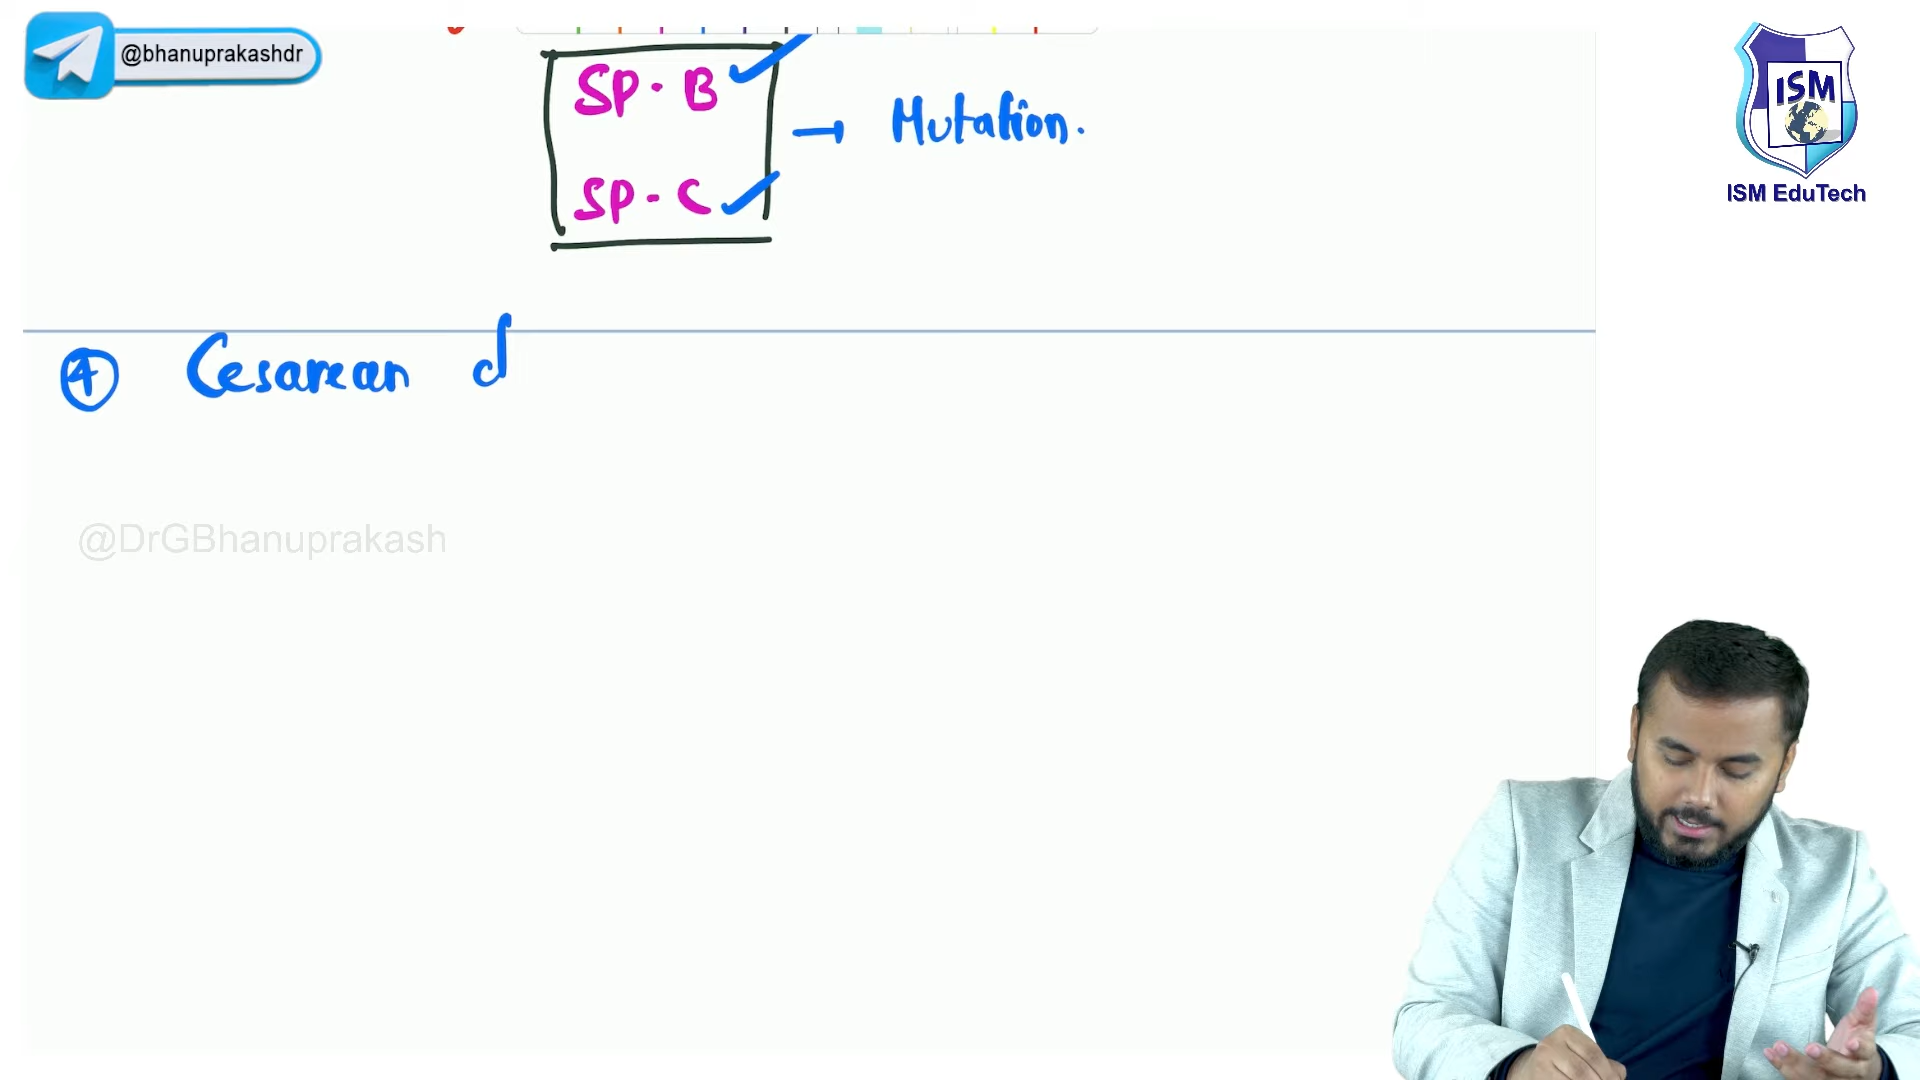 @bhanuprakashdr
SP - B
→ Mutation.
SP - C
ISM
ISM EduTech
④ Cesarean d
@DrGBhanuprakash